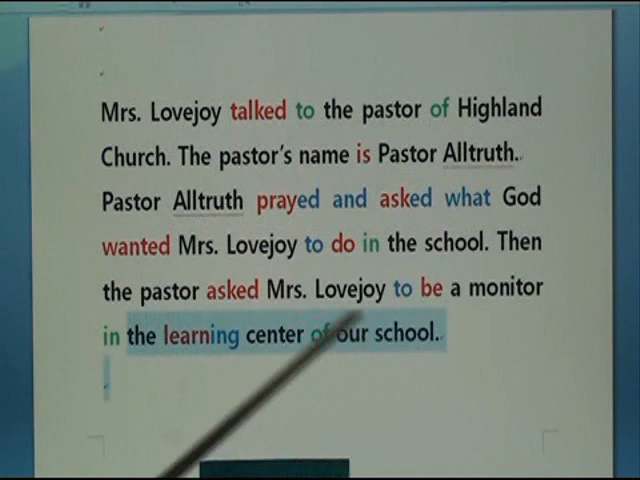 Mrs. Lovejoy talked to the pastor of Highland
Church. The pastor's name is Pastor Alltruth.
Pastor Alltruth prayed and asked what God
wanted Mrs. Lovejoy to do in the school. Then
the pastor asked Mrs. Lovejoy to be a monitor
in the learning center of our school.